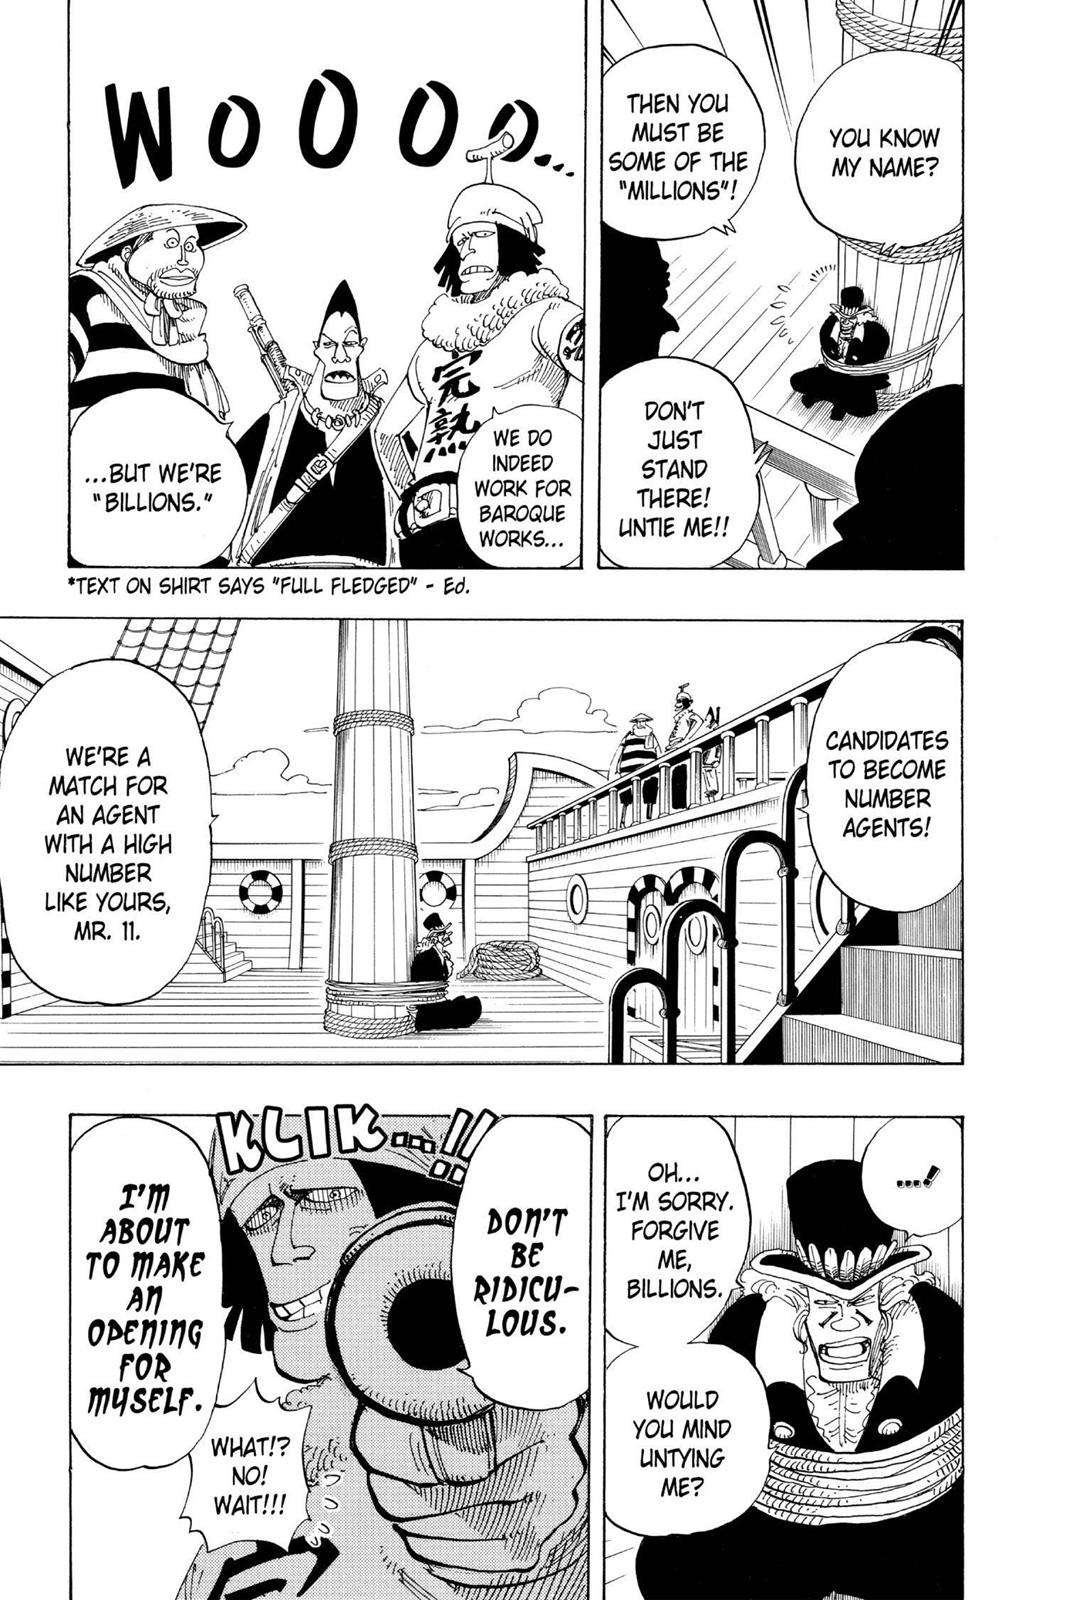 YOU KNOW
MY NAME?
THEN YOU
MUST BE
SOME OF THE
"MILLIONS"!
DON'T
JUST
STAND
THERE!
UNTIE ME!!
WOOOO...
WE DO
INDEED
WORK FOR
BAROQUE
WORKS...
完熟
...BUT WE'RE
"BILLIONS."
*TEXT ON SHIRT SAYS "FULL FLEDGED" - Ed.
CANDIDATES
TO BECOME
NUMBER
AGENTS!
WE'RE A
MATCH FOR
AN AGENT
WITH A HIGH
NUMBER
LIKE YOURS,
MR. 11.
...!
OH...
I'M SORRY.
FORGIVE
ME,
BILLIONS.
WOULD
YOU MIND
UNTYING
ME?
KLIK...!!
DON'T
BE
RIDICU-
LOUS.
I'M
ABOUT
TO MAKE
AN
OPENING
FOR
MYSELF.
WHAT!?
NO!
WAIT!!!